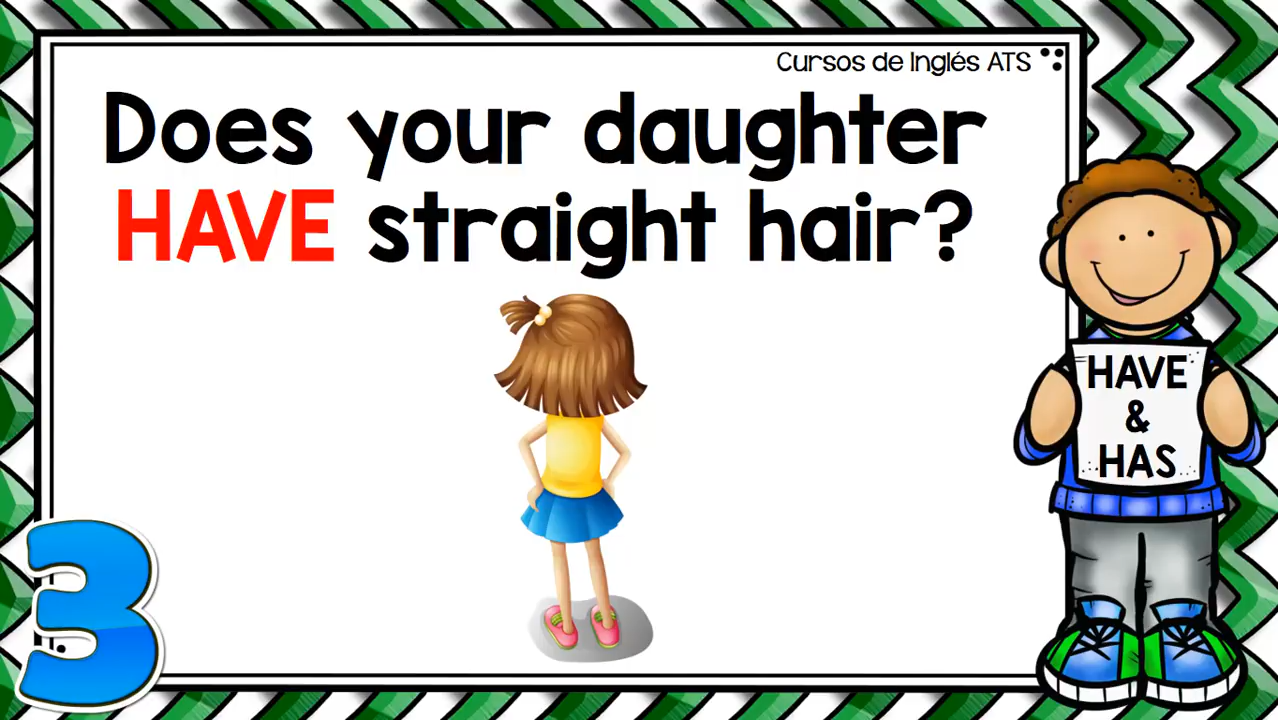 Cursos de Inglés ATS
Does your daughter
HAVE straight hair?
HAVE
&
HAS
3